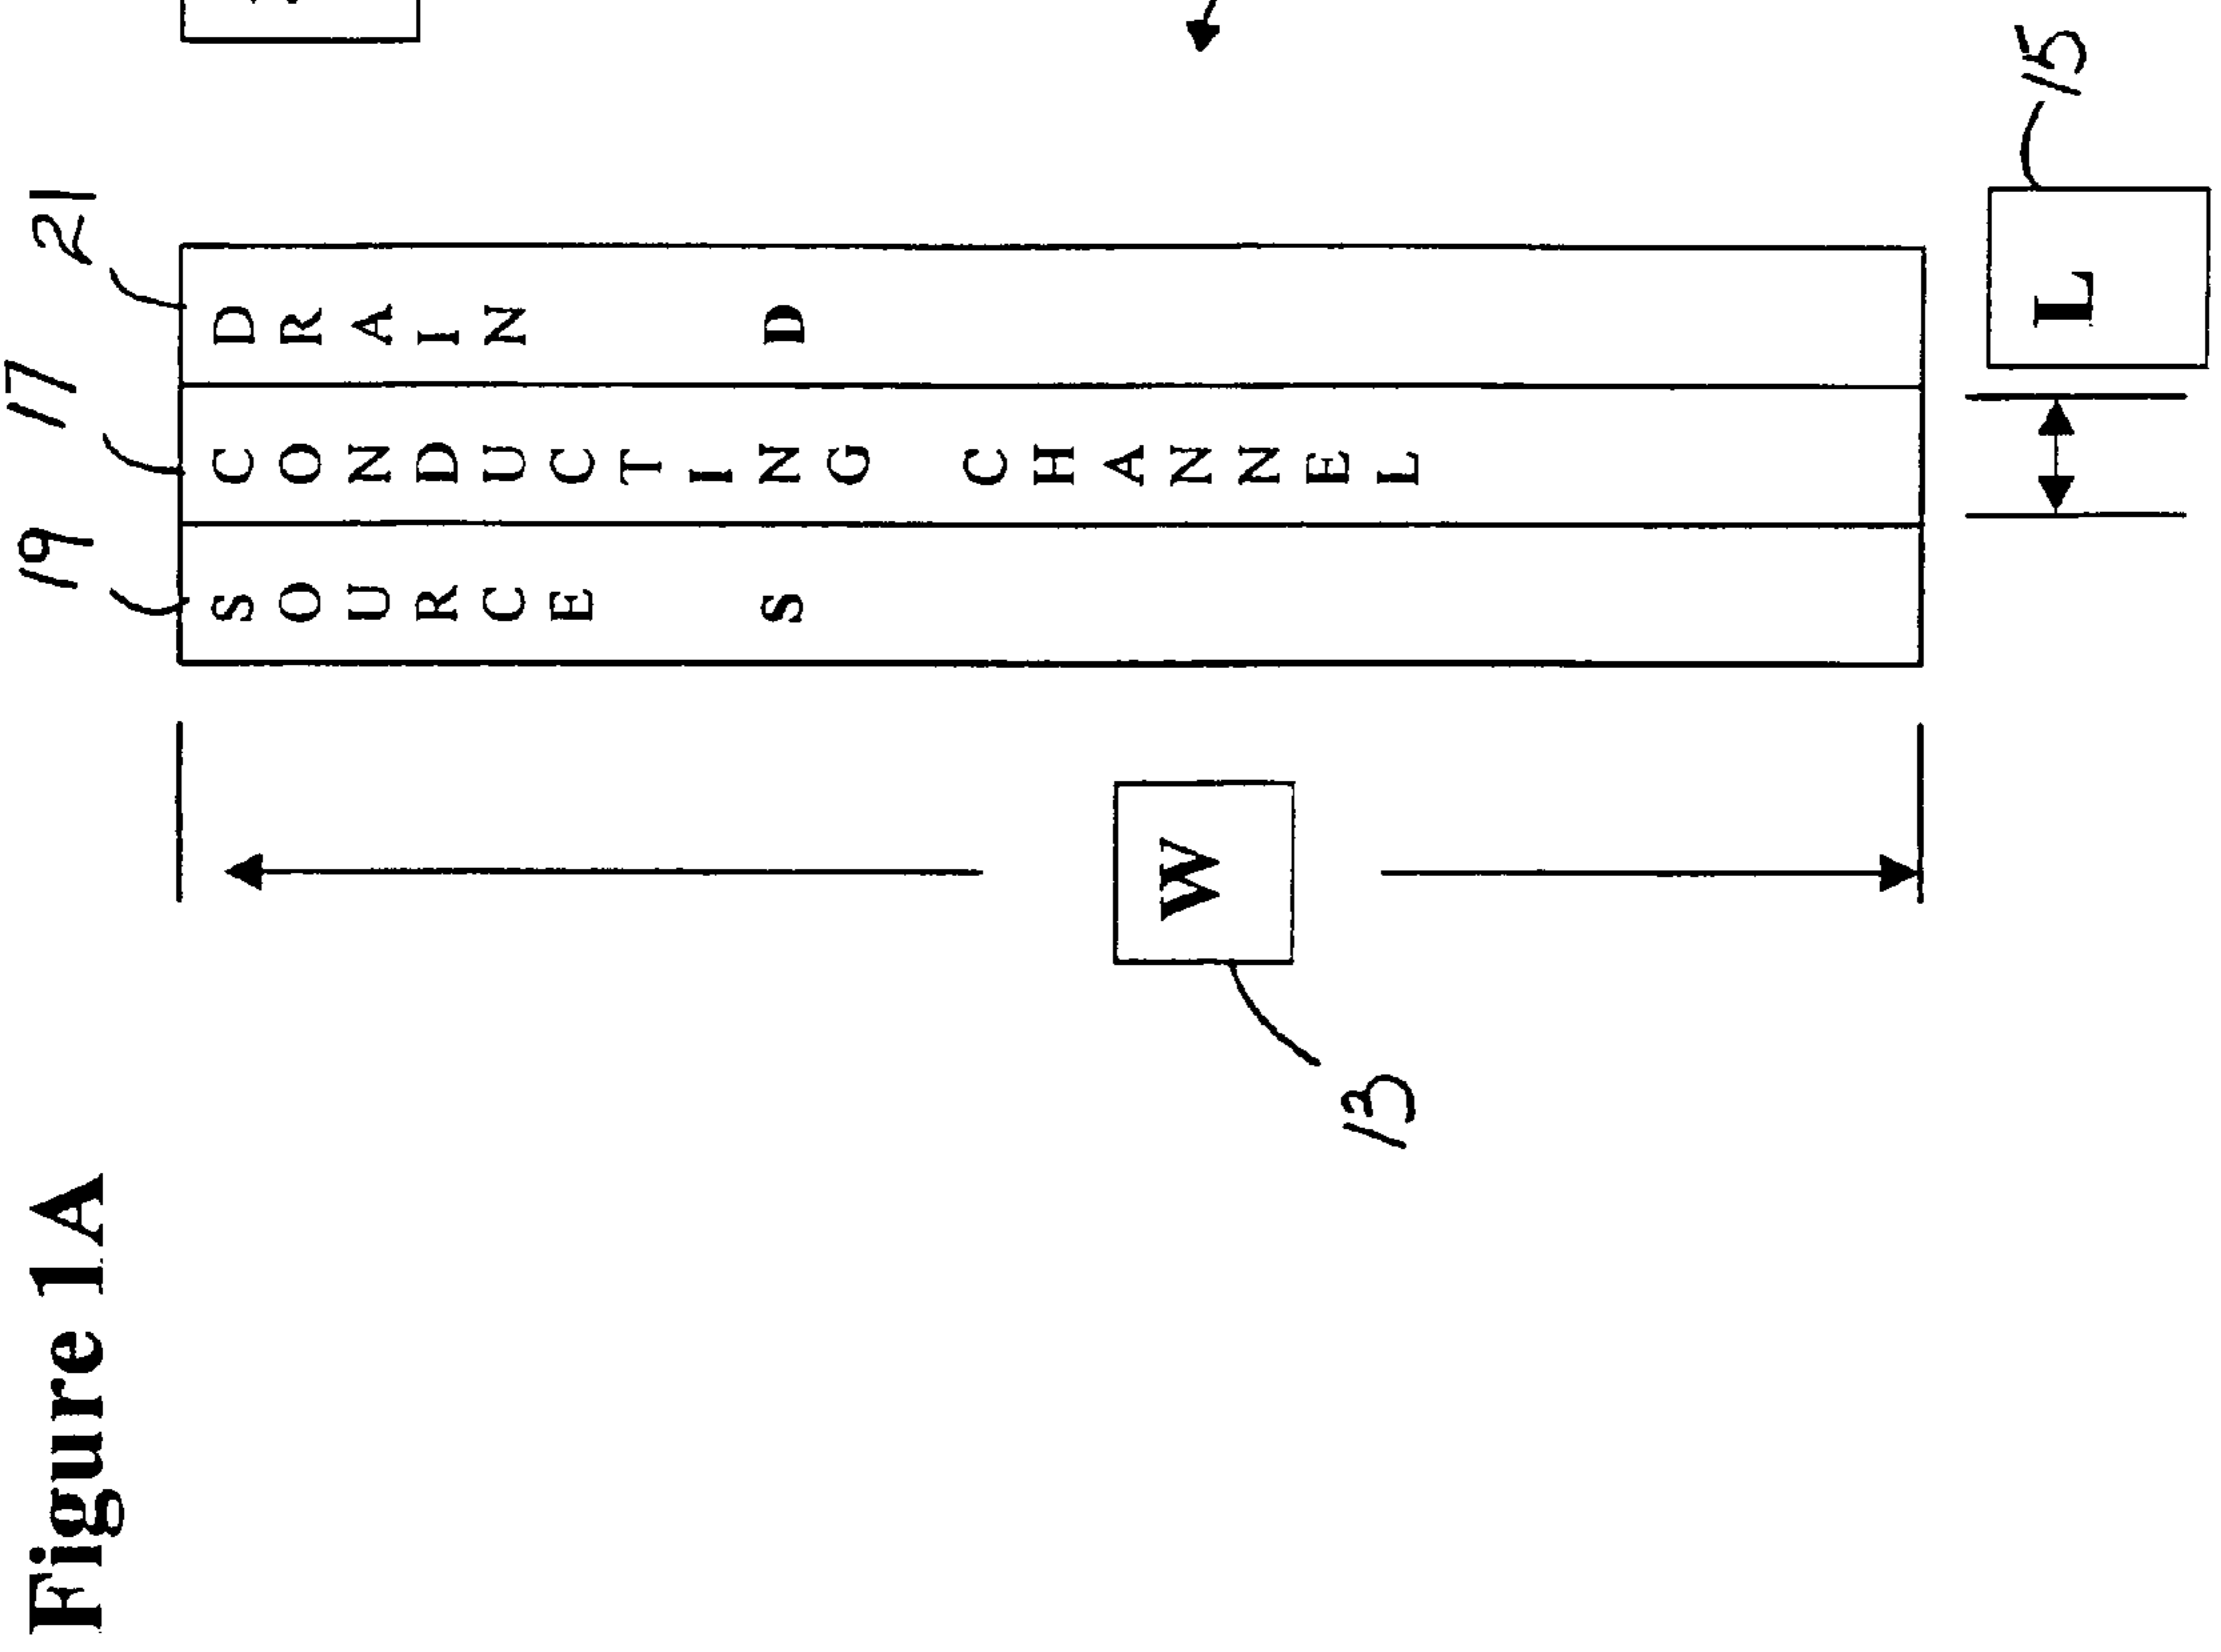 Figure 1A
19
17
21
SOURCE S
CONDUCTING CHANNEL
DRAIN D
W
13
L
15